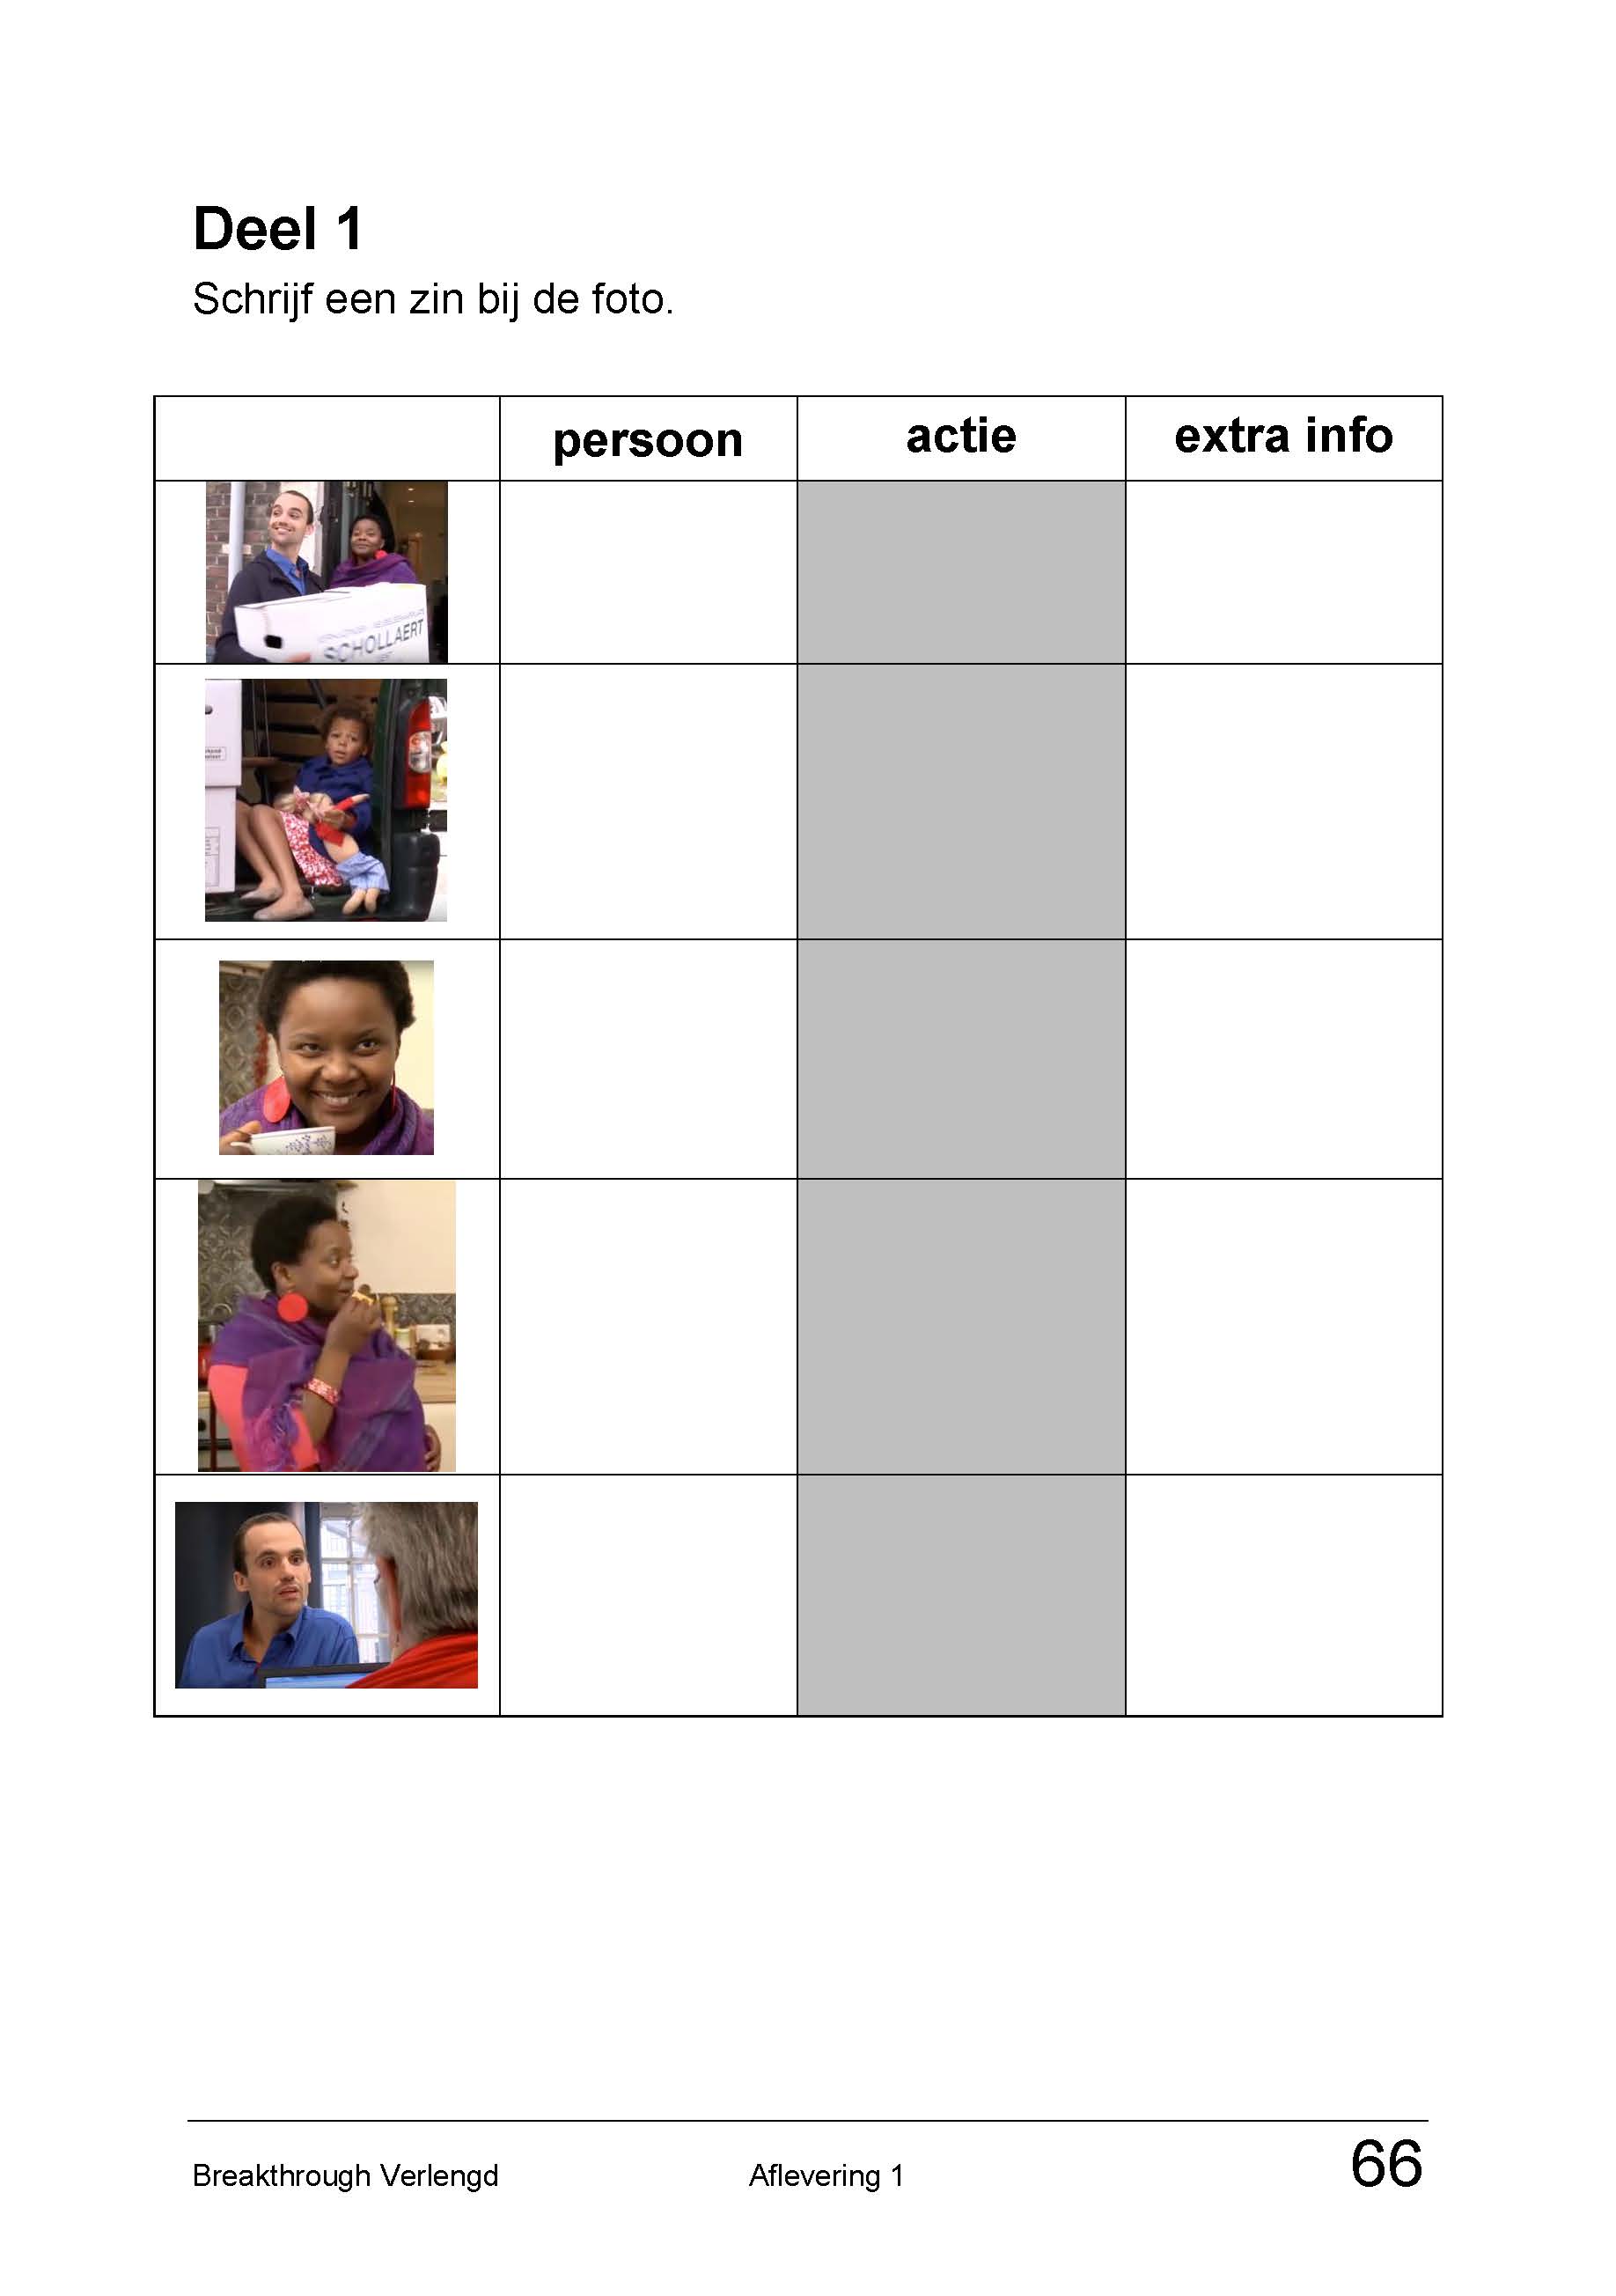 Deel 1
Schrijf een zin bij de foto.
persoon actie extra info
SCHOLLAERT
Breakthrough Verlengd Aflevering 1 66